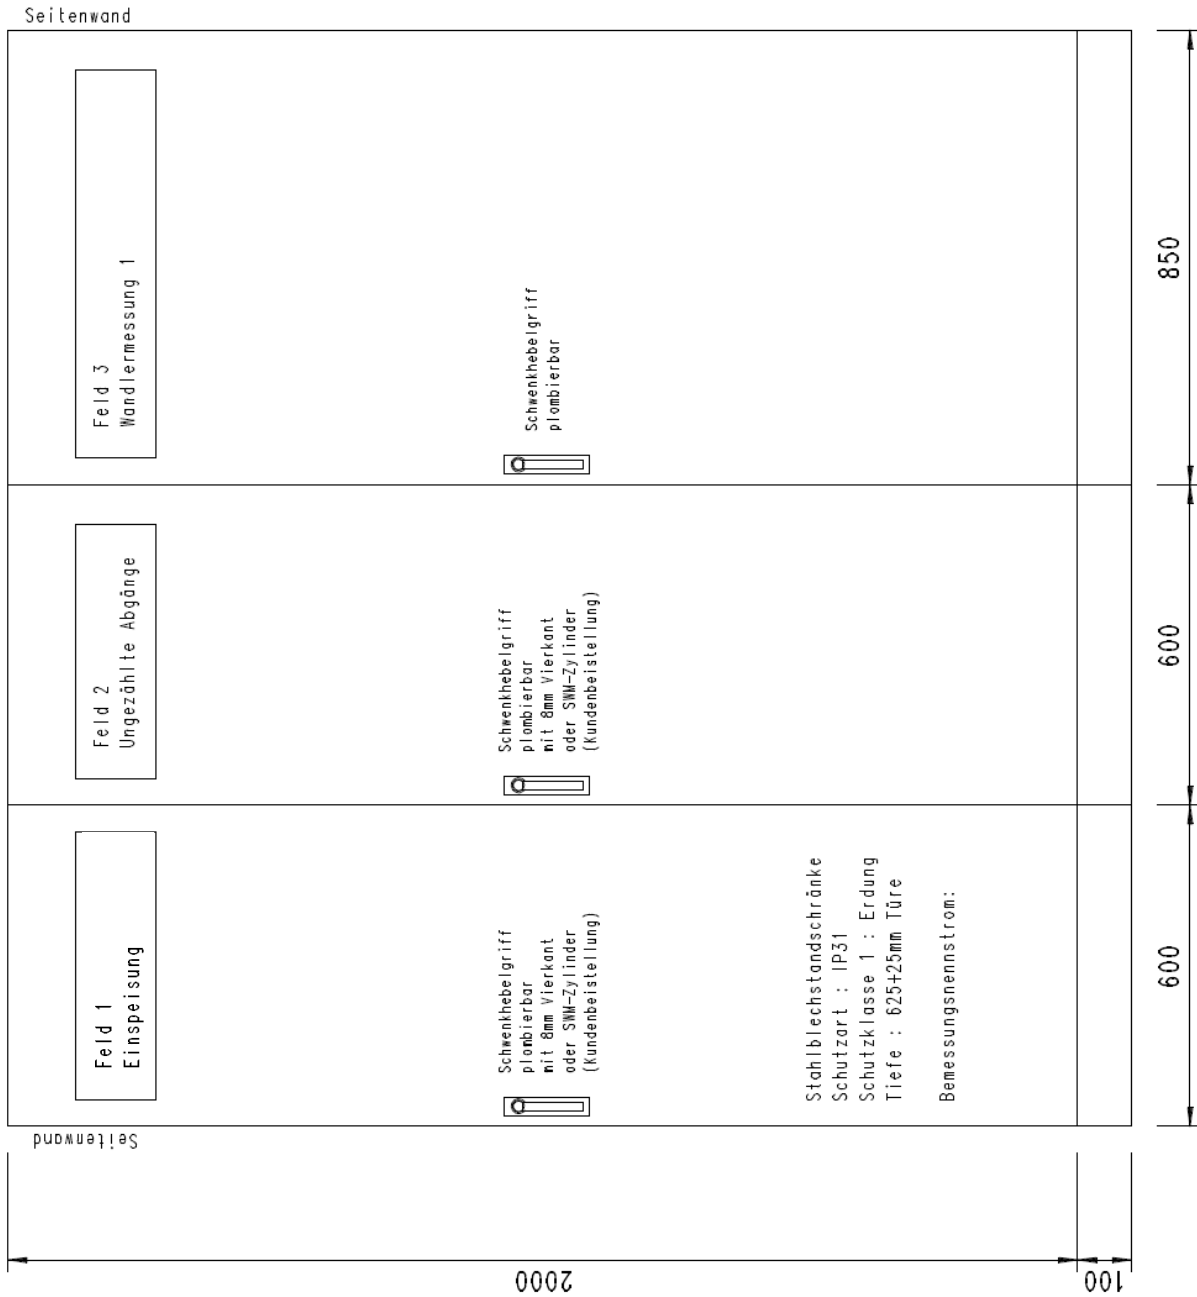 Seitenwand
Feld 1
Einspeisung
Feld 2
Ungezählte Abgänge
Feld 3
Wandlermessung 1
Schwenkhebelgriff
plombierbar
mit 8mm Vierkant
oder SWM-Zylinder
(Kundenbeistellung)
Schwenkhebelgriff
plombierbar
mit 8mm Vierkant
oder SWM-Zylinder
(Kundenbeistellung)
Schwenkhebelgriff
plombierbar
Stahlblechstandschränke
Schutzart : IP31
Schutzklasse 1 : Erdung
Tiefe : 625+25mm Türe
Bemessungsnennstrom:
Seitenwand
2000
100
600
600
850